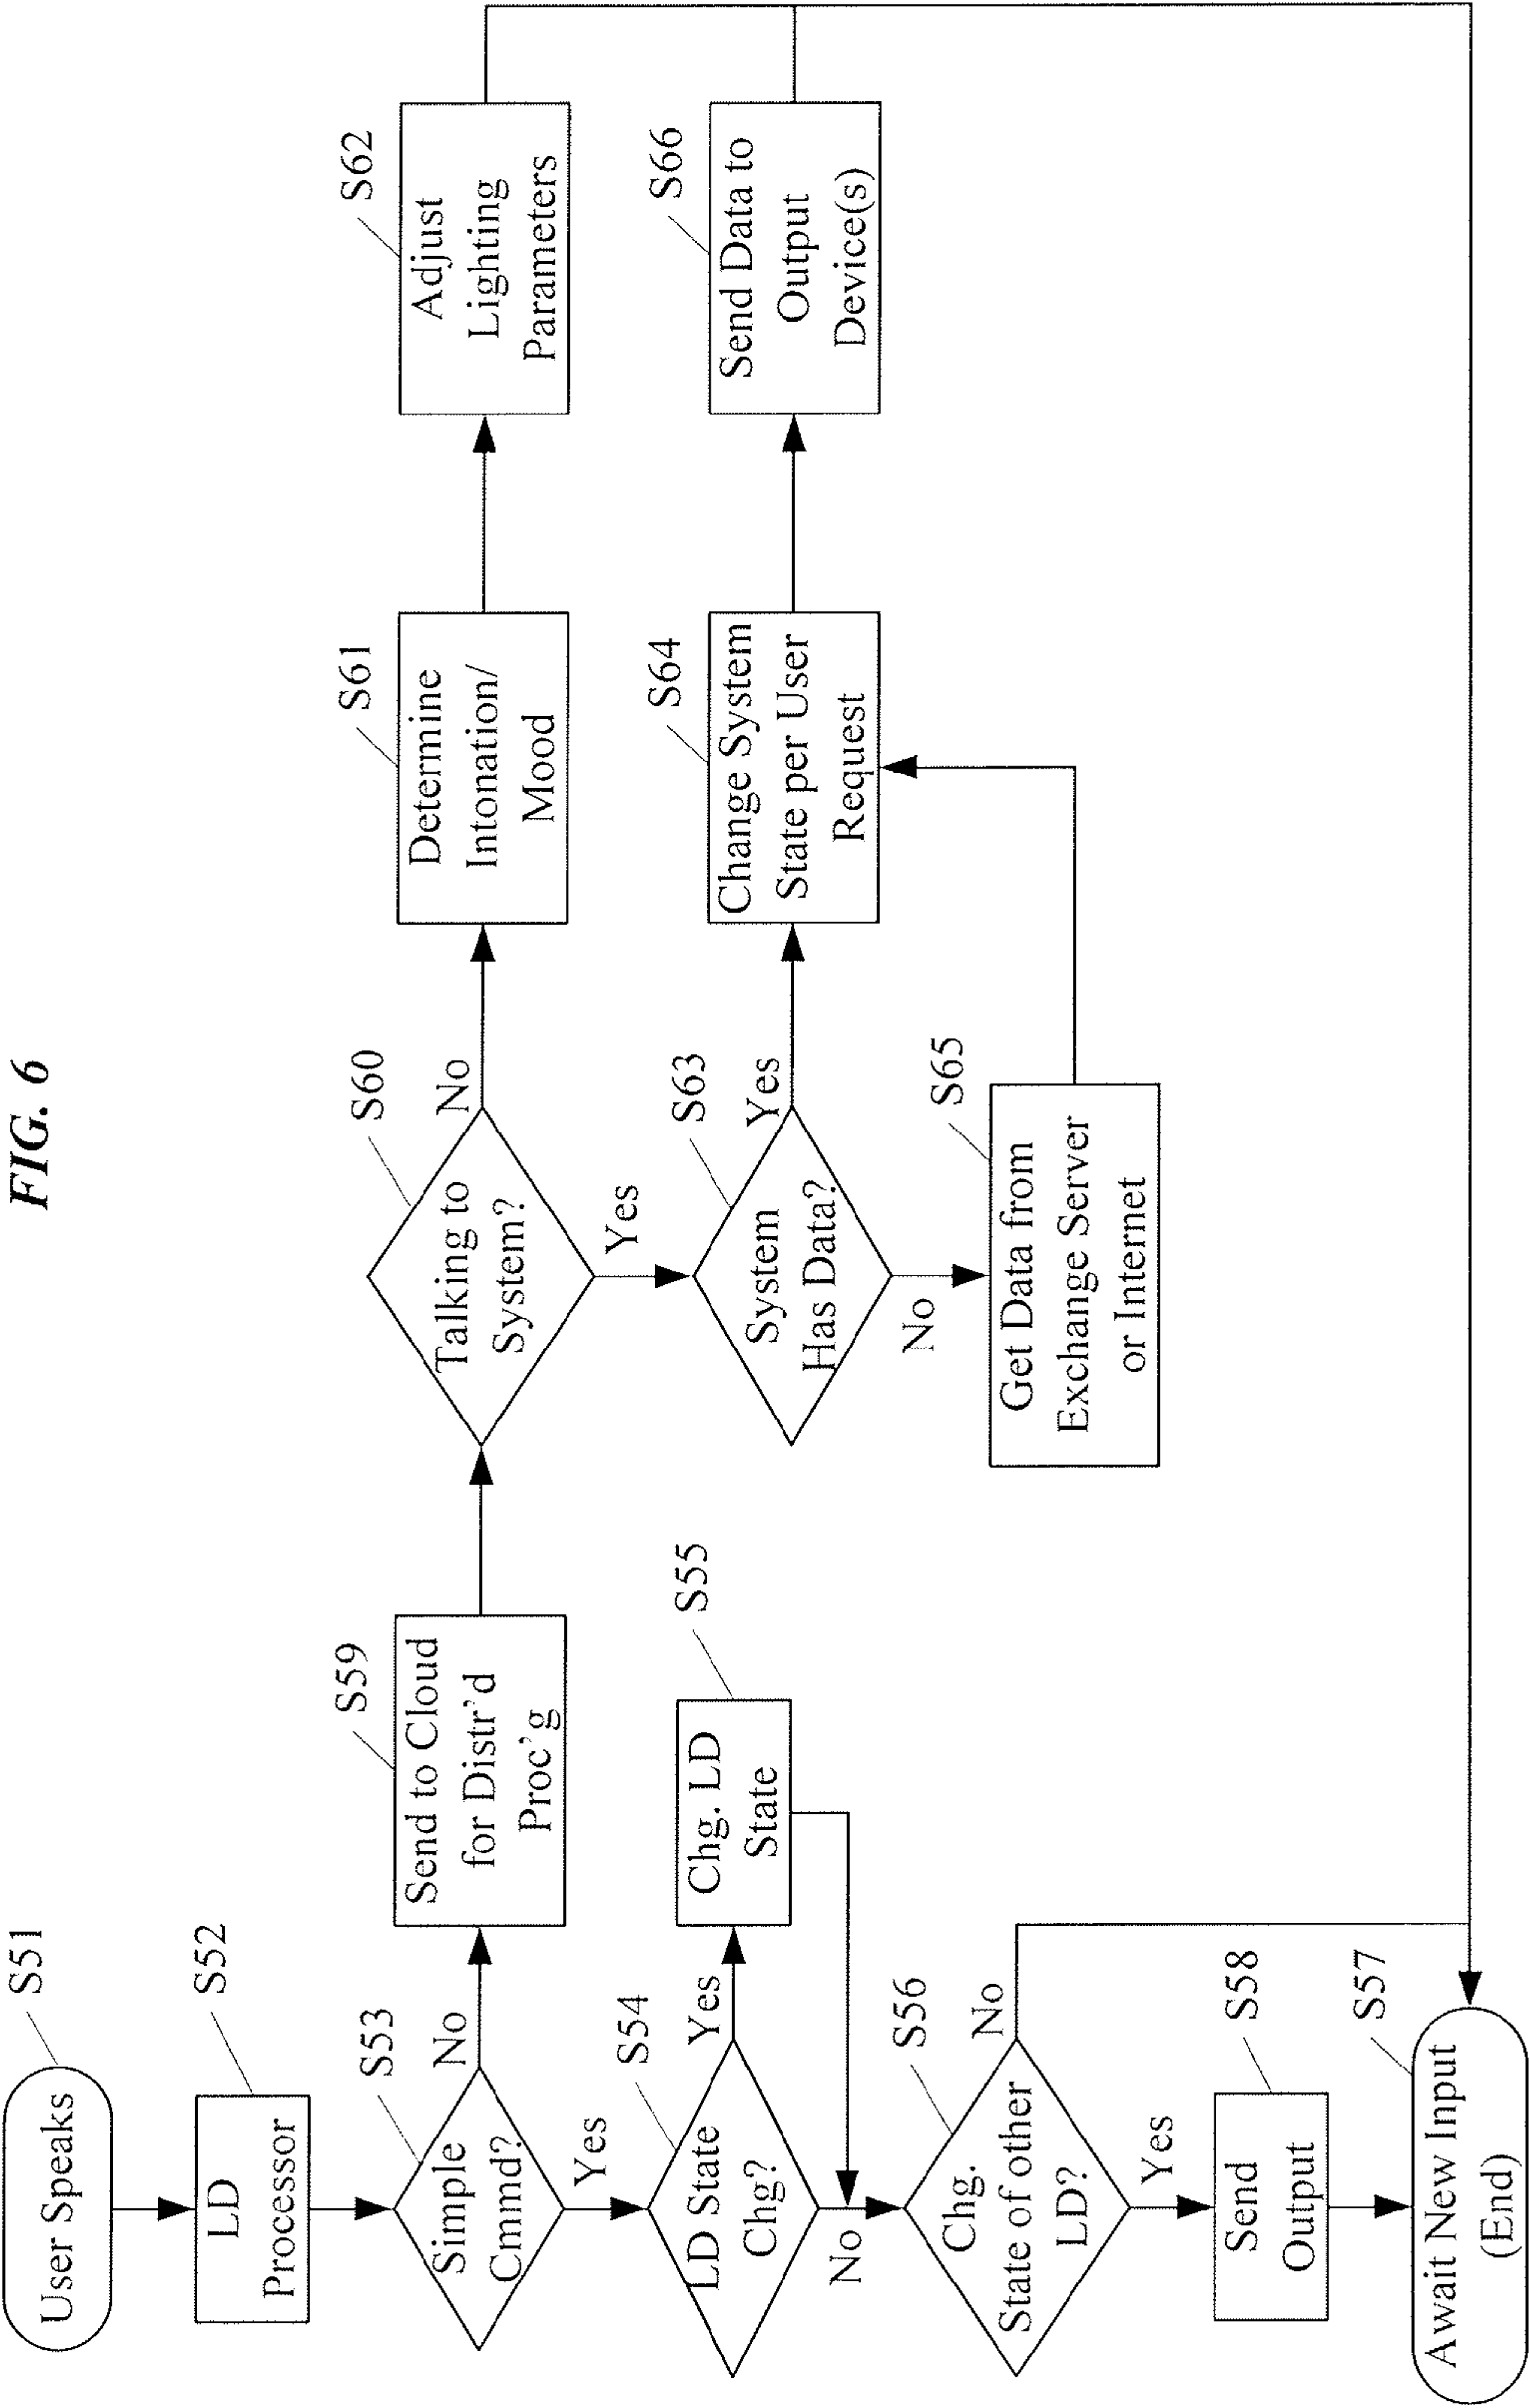 FIG. 6
S51
User Speaks
S52
LD
Processor
S53
Simple
Cmmd?
No
Yes
S59
Send to Cloud
for Distr'd
Proc'g
S60
Talking to
System?
No
Yes
S61
Determine
Intonation/
Mood
S62
Adjust
Lighting
Parameters
S54
LD State
Chg?
Yes
No
S55
Chg. LD
State
S63
System
Has Data?
Yes
No
S64
Change System
State per User
Request
S66
Send Data to
Output
Device(s)
S65
Get Data from
Exchange Server
or Internet
S56
Chg.
State of other
LD?
No
Yes
S58
Send
Output
S57
Await New Input
(End)